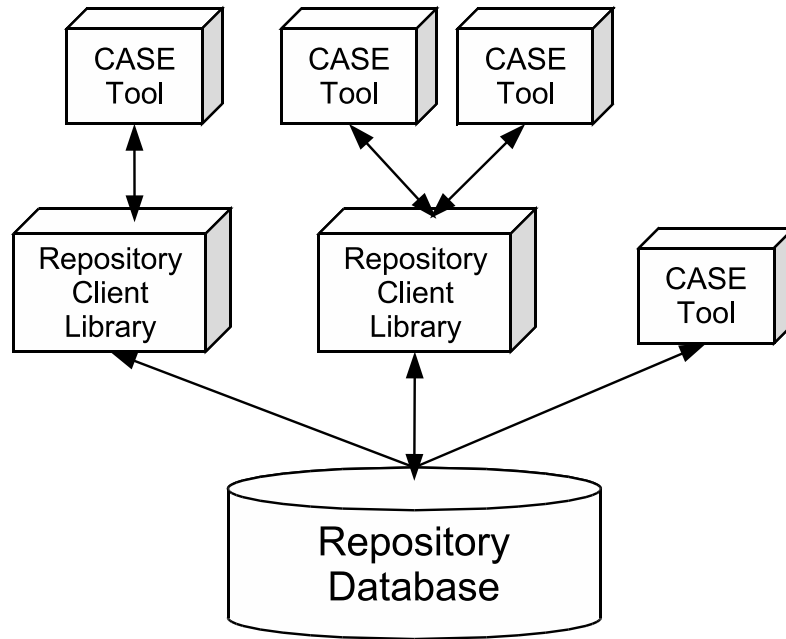 CASE
Tool
CASE
Tool
CASE
Tool
Repository
Client
Library
Repository
Client
Library
CASE
Tool
Repository
Database